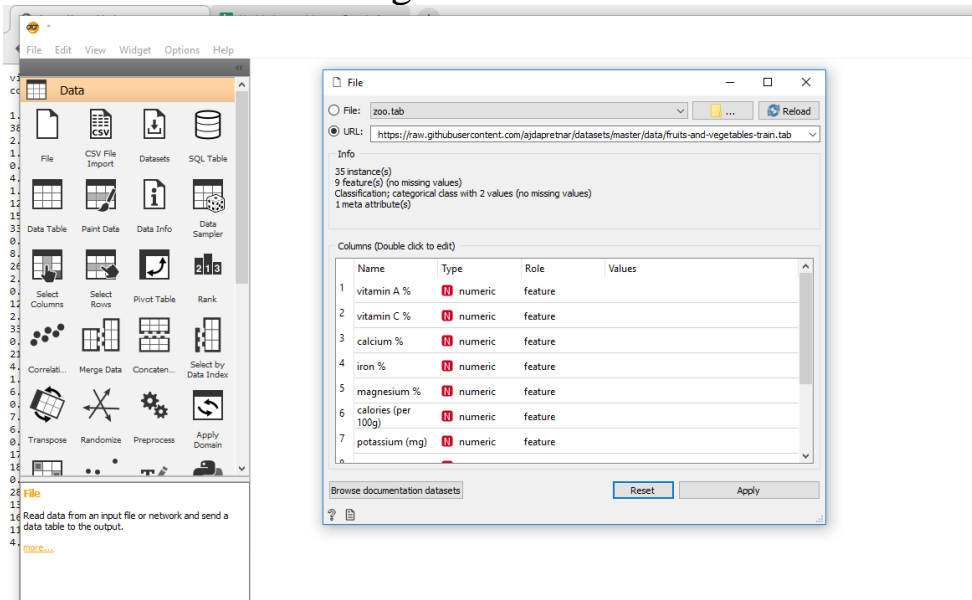 File Edit View Widget Options Help
Data
File
CSV File Import
Datasets
SQL Table
Data Table
Paint Data
Data Info
Data Sampler
Select Columns
Select Rows
Pivot Table
Rank
Correlati...
Merge Data
Concaten...
Select by Data Index
Transpose
Randomize
Preprocess
Apply Domain
File
Read data from an input file or network and send a
data table to the output.
more...
File
File: zoo.tab ... Reload
URL: https://raw.githubusercontent.com/ajdapretnar/datasets/master/data/fruits-and-vegetables-train.tab
Info
35 instance(s)
9 feature(s) (no missing values)
Classification; categorical class with 2 values (no missing values)
1 meta attribute(s)
Columns (Double click to edit)
Name Type Role Values
1 vitamin A % N numeric feature
2 vitamin C % N numeric feature
3 calcium % N numeric feature
4 iron % N numeric feature
5 magnesium % N numeric feature
6 calories (per 100g) N numeric feature
7 potassium (mg) N numeric feature
Browse documentation datasets Reset Apply